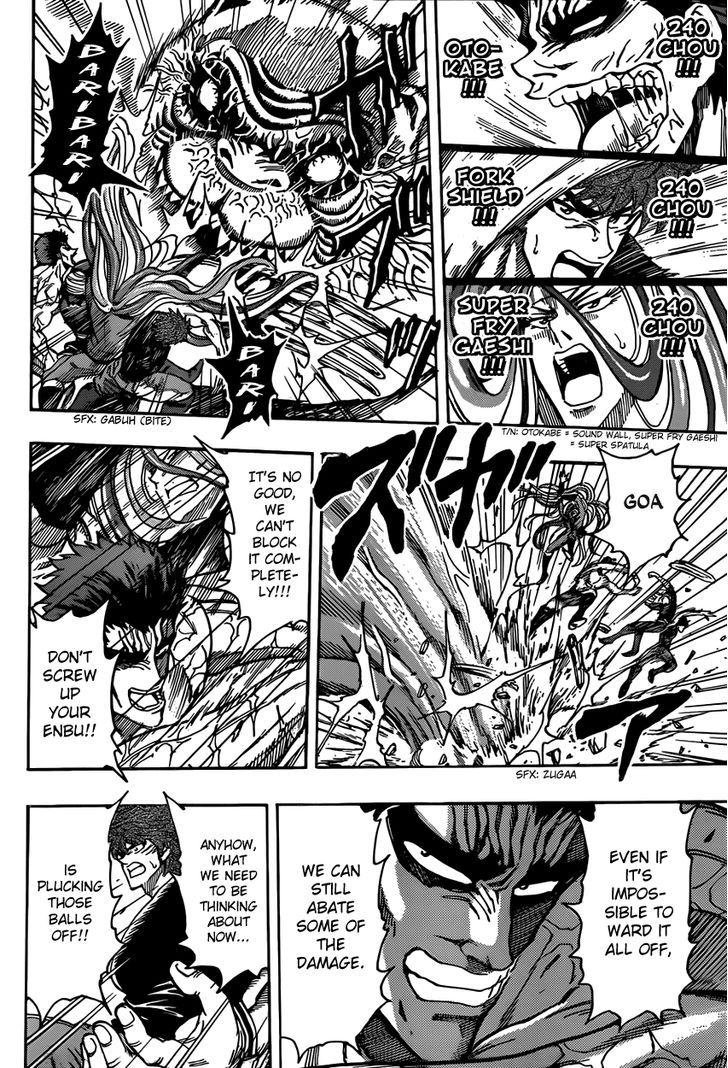 240
CHOU
!!!
OTO-
KABE
!!!
240
CHOU
!!!
FORK
SHIELD
!!!
240
CHOU
!!!
SUPER
FRY
GAESHI
!!!
T/N: OTOKABE = SOUND WALL, SUPER FRY GAESHI
= SUPER SPATULA
BARIBARI
BARI
SFX: GABUH (BITE)
GOA
ズガガ
SFX: ZUGAA
IT'S NO
GOOD,
WE
CAN'T
BLOCK
IT COM-
PLETE-
LY!!!
DON'T
SCREW
UP
YOUR
ENBU!!
EVEN IF
IT'S
IMPOS-
SIBLE TO
WARD IT
ALL OFF,
WE CAN
STILL
ABATE
SOME OF
THE
DAMAGE.
ANYHOW,
WHAT WE
NEED TO BE
THINKING
ABOUT
NOW...
IS
PLUCKING
THOSE
BALLS
OFF!!